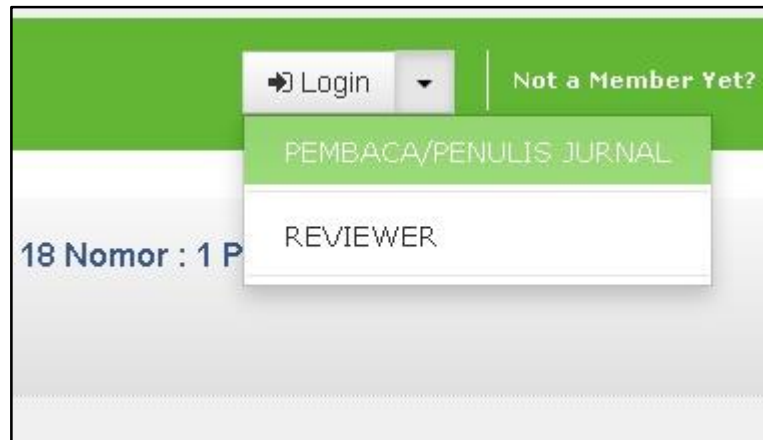 Login
Not a Member Yet?
PEMBACA/PENULIS JURNAL
REVIEWER
18 Nomor : 1 P